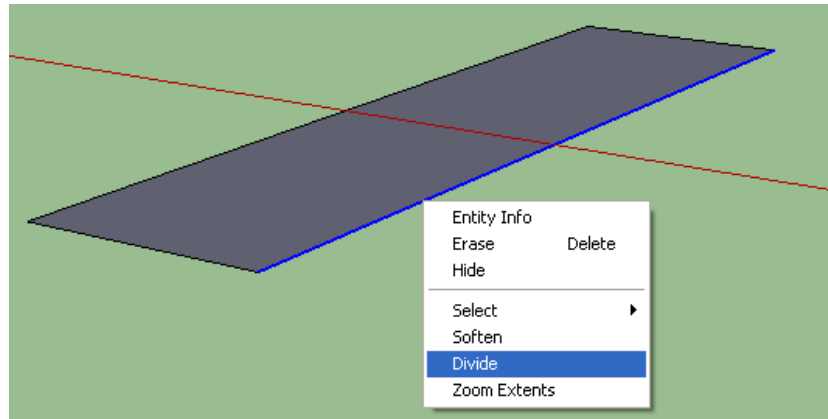 Entity Info
Erase Delete
Hide
Select
Soften
Divide
Zoom Extents